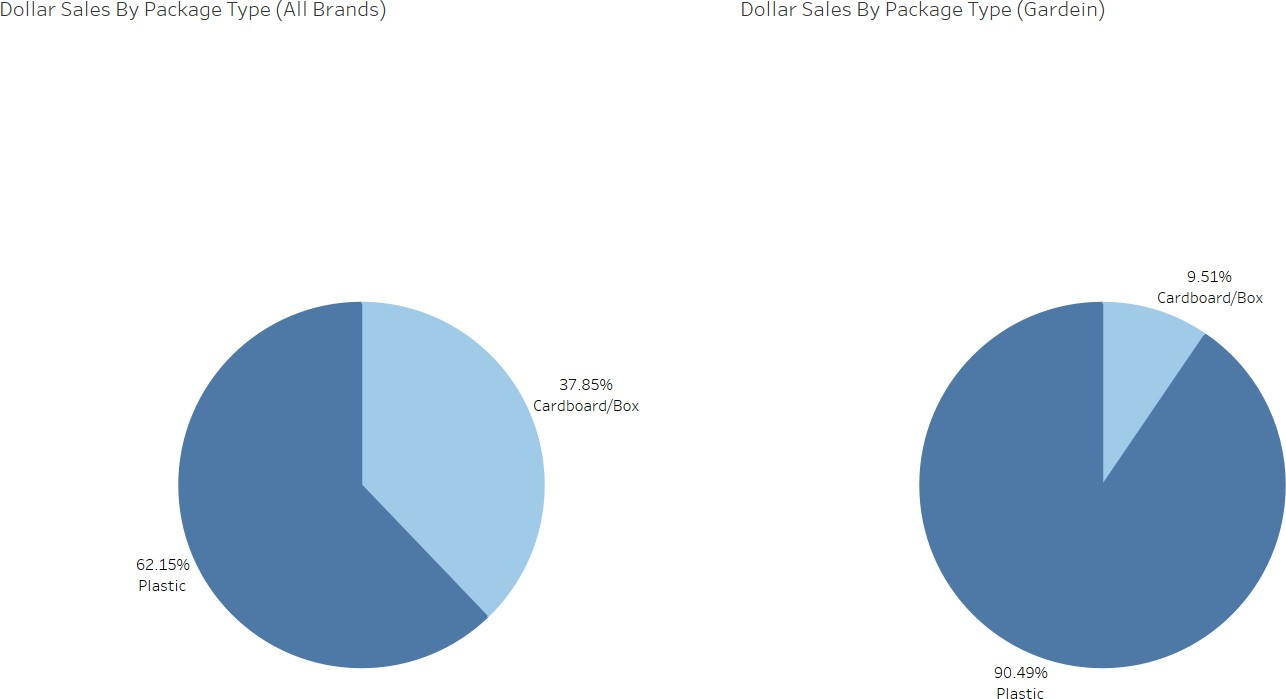 Dollar Sales By Package Type (All Brands)
37.85%
Cardboard/Box
62.15%
Plastic
Dollar Sales By Package Type (Gardein)
9.51%
Cardboard/Box
90.49%
Plastic